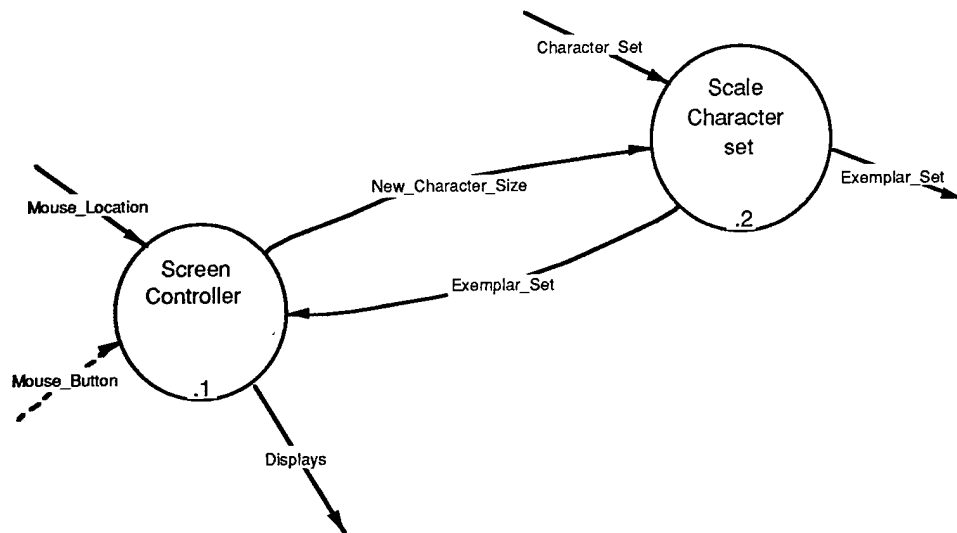 Character_Set
Scale
Character
set
.2
Exemplar_Set
New_Character_Size
Exemplar_Set
Mouse_Location
Screen
Controller
.1
Mouse_Button
Displays